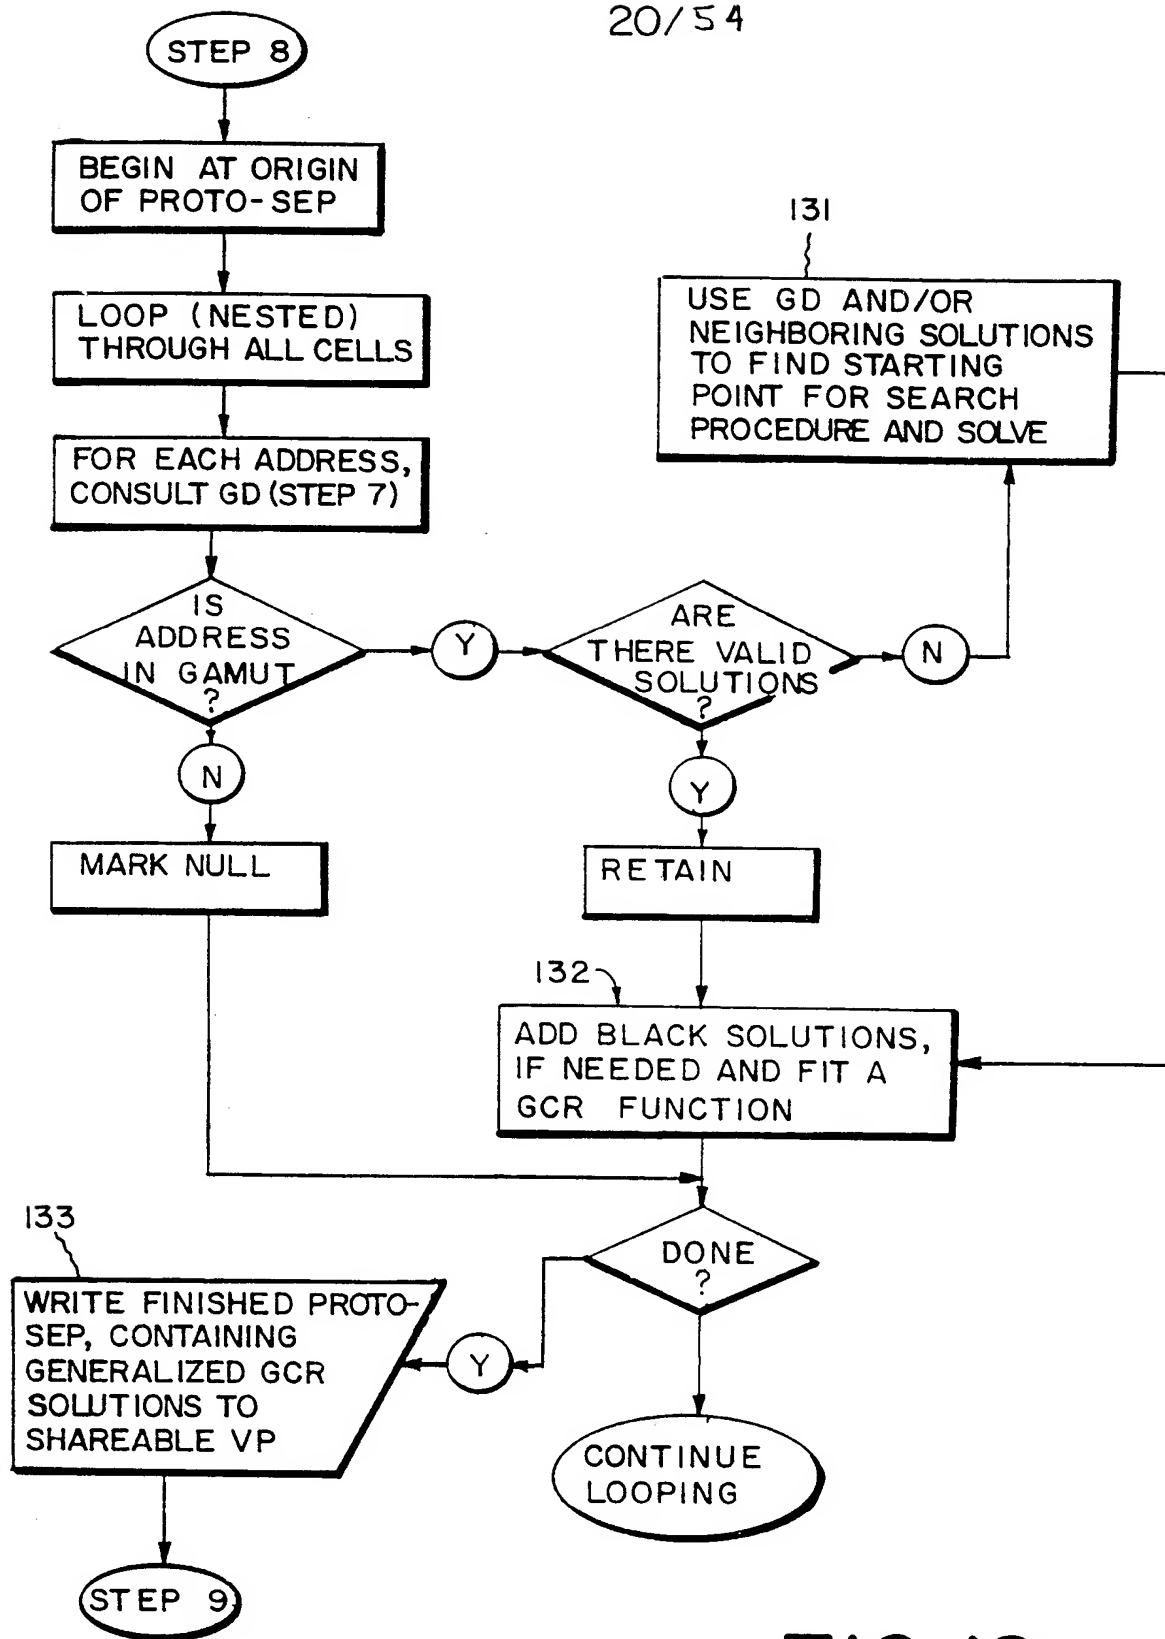 20/54
STEP 8
BEGIN AT ORIGIN
OF PROTO-SEP
LOOP (NESTED)
THROUGH ALL CELLS
FOR EACH ADDRESS,
CONSULT GD (STEP 7)
IS
ADDRESS
IN GAMUT
?
Y
ARE
THERE VALID
SOLUTIONS
?
N
131
USE GD AND/OR
NEIGHBORING SOLUTIONS
TO FIND STARTING
POINT FOR SEARCH
PROCEDURE AND SOLVE
N
MARK NULL
Y
RETAIN
132
ADD BLACK SOLUTIONS,
IF NEEDED AND FIT A
GCR FUNCTION
DONE
?
Y
133
WRITE FINISHED PROTO-
SEP, CONTAINING
GENERALIZED GCR
SOLUTIONS TO
SHAREABLE VP
CONTINUE
LOOPING
STEP 9